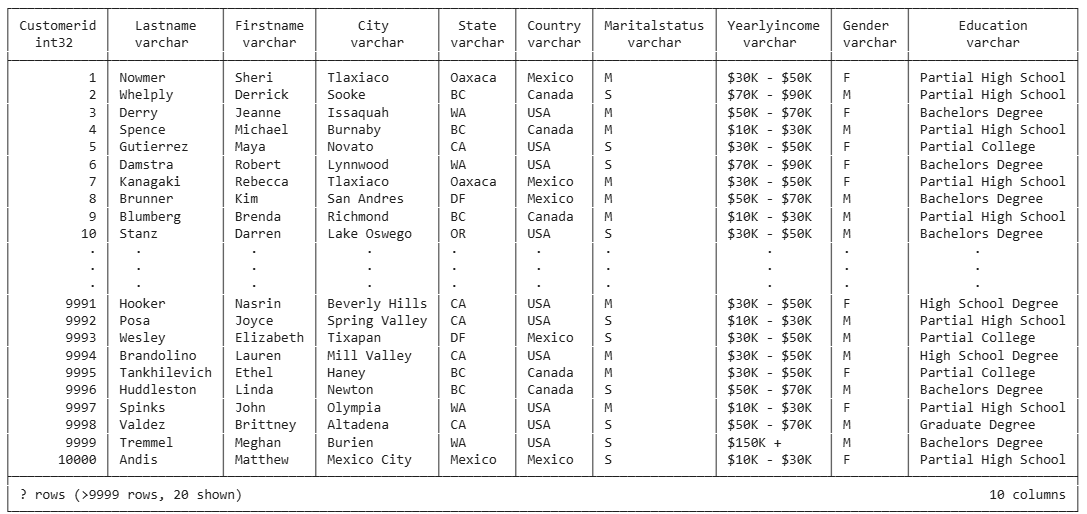 Customerid Lastname Firstname City State Country Maritalstatus Yearlyincome Gender Education
int32 varchar varchar varchar varchar varchar varchar varchar varchar varchar
1 Nowmer Sheri Tlaxiaco Oaxaca Mexico M $30K - $50K F Partial High School
2 Whelply Derrick Sooke BC Canada S $70K - $90K M Partial High School
3 Derry Jeanne Issaquah WA USA M $50K - $70K F Bachelors Degree
4 Spence Michael Burnaby BC Canada M $10K - $30K M Partial High School
5 Gutierrez Maya Novato CA USA S $30K - $50K F Partial College
6 Damstra Robert Lynnwood WA USA S $70K - $90K F Bachelors Degree
7 Kanagaki Rebecca Tlaxiaco Oaxaca Mexico M $30K - $50K F Partial High School
8 Brunner Kim San Andres DF Mexico M $50K - $70K M Bachelors Degree
9 Blumberg Brenda Richmond BC Canada M $10K - $30K M Partial High School
10 Stanz Darren Lake Oswego OR USA S $30K - $50K M Bachelors Degree
. . . . . . . . . .
. . . . . . . . . .
. . . . . . . . . .
9991 Hooker Nasrin Beverly Hills CA USA M $30K - $50K F High School Degree
9992 Posa Joyce Spring Valley CA USA S $10K - $30K M Partial High School
9993 Wesley Elizabeth Tixapan DF Mexico S $30K - $50K M Partial College
9994 Brandolino Lauren Mill Valley CA USA M $30K - $50K M High School Degree
9995 Tankhilevich Ethel Haney BC Canada M $30K - $50K F Partial College
9996 Huddleston Linda Newton BC Canada S $50K - $70K M Bachelors Degree
9997 Spinks John Olympia WA USA M $10K - $30K F Partial High School
9998 Valdez Brittney Altadena CA USA S $50K - $70K M Graduate Degree
9999 Tremmel Meghan Burien WA USA S $150K + M Bachelors Degree
10000 Andis Matthew Mexico City Mexico Mexico S $10K - $30K F Partial High School
? rows (>9999 rows, 20 shown) 10 columns